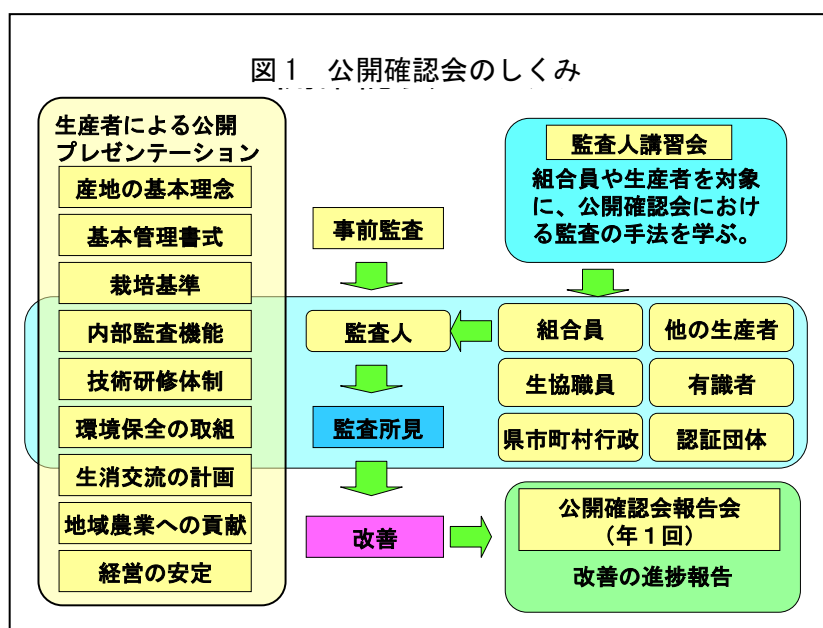 図1 公開確認会のしくみ
生産者による公開
プレゼンテーション
産地の基本理念
基本管理書式
栽培基準
内部監査機能
技術研修体制
環境保全の取組
生消交流の計画
地域農業への貢献
経営の安定
事前監査
監査人
監査所見
改善
監査人講習会
組合員や生産者を対象
に、公開確認会におけ
る監査の手法を学ぶ。
組合員
他の生産者
生協職員
有識者
県市町村行政
認証団体
公開確認会報告会
（年１回）
改善の進捗報告